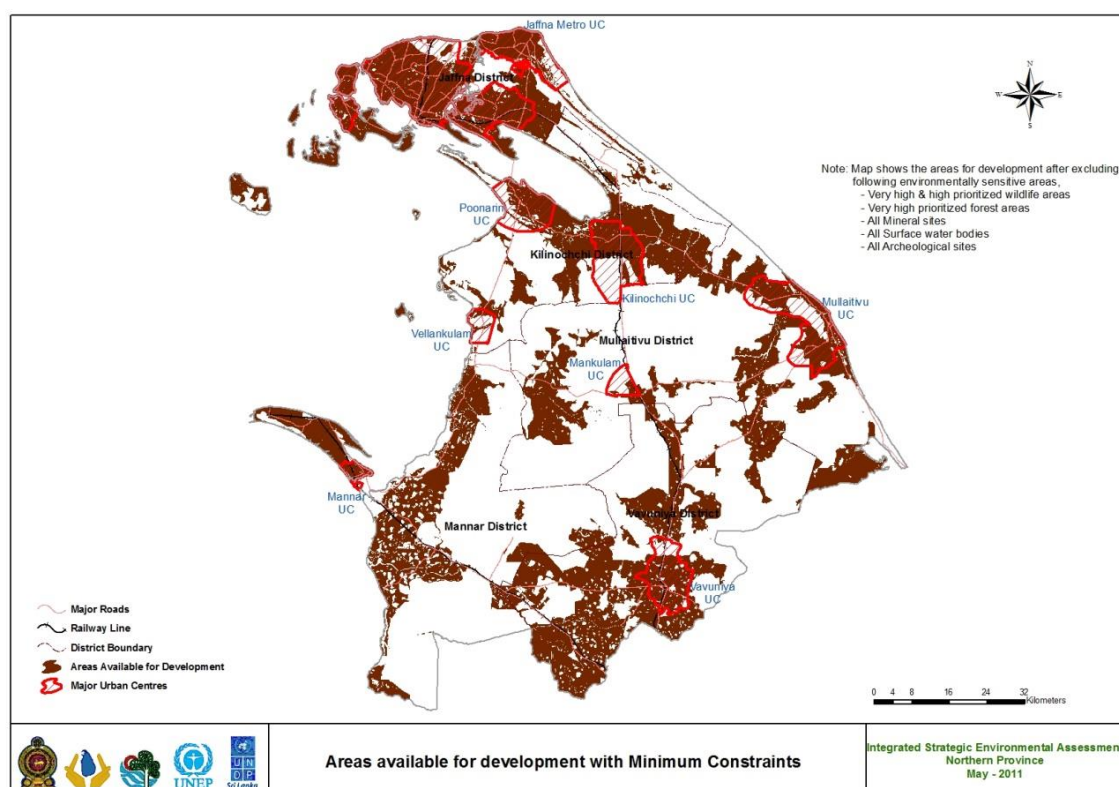 Jaffna Metro UC
Jaffna District
N
W E
S
Note: Map shows the areas for development after excluding
following environmentally sensitive areas,
- Very high & high prioritized wildlife areas
- Very high prioritized forest areas
- All Mineral sites
- All Surface water bodies
- All Archeological sites
Poonarin
UC
Kilinochchi District
Kilinochchi UC
Mullaitivu
UC
Vellankulam
UC
Mullaitivu District
Mankulam
UC
Mannar
UC
Mannar District
Vavuniya District
Vavuniya
UC
Major Roads
Railway Line
District Boundary
Areas Available for Development
Major Urban Centres
0 4 8 16 24 32
Kilometers
UNEP
U N
D P
Sri Lanka
Areas available for development with Minimum Constraints
Integrated Strategic Environmental Assessmen
Northern Province
May - 2011